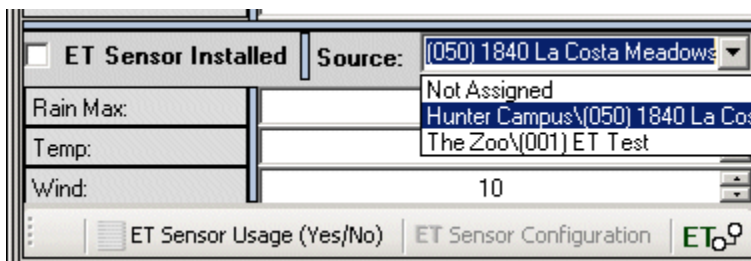 ET Sensor Installed Source: (050) 1840 La Costa Meadows
Not Assigned
Rain Max:
Hunter Campus\(050) 1840 La Cos
Temp:
The Zoo\(001) ET Test
Wind: 10
ET Sensor Usage (Yes/No) ET Sensor Configuration ET